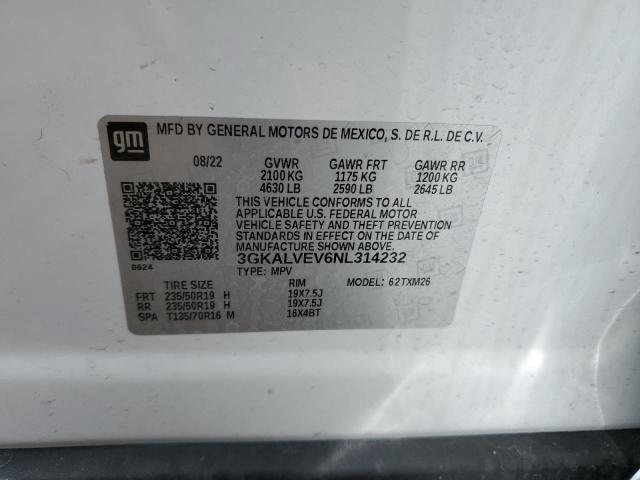 gm
MFD BY GENERAL MOTORS DE MEXICO, S. DE R.L. DE C.V.
08/22 GVWR GAWR FRT GAWR RR
2100 KG 1175 KG 1200 KG
4630 LB 2590 LB 2645 LB
THIS VEHICLE CONFORMS TO ALL
APPLICABLE U.S. FEDERAL MOTOR
VEHICLE SAFETY AND THEFT PREVENTION
STANDARDS IN EFFECT ON THE DATE OF
MANUFACTURE SHOWN ABOVE.
3GKALVEV6NL314232
8624
TYPE: MPV MODEL: 62TXM26
TIRE SIZE RIM
FRT 235/50R19 H 19X7.5J
RR 235/50R19 H 19X7.5J
SPA T135/70R16 M 16X4BT